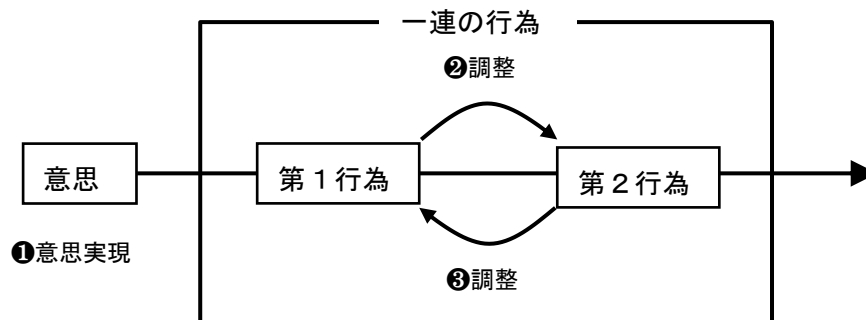 一連の行為
❷調整
意思
第１行為
第２行為
❶意思実現
❸調整